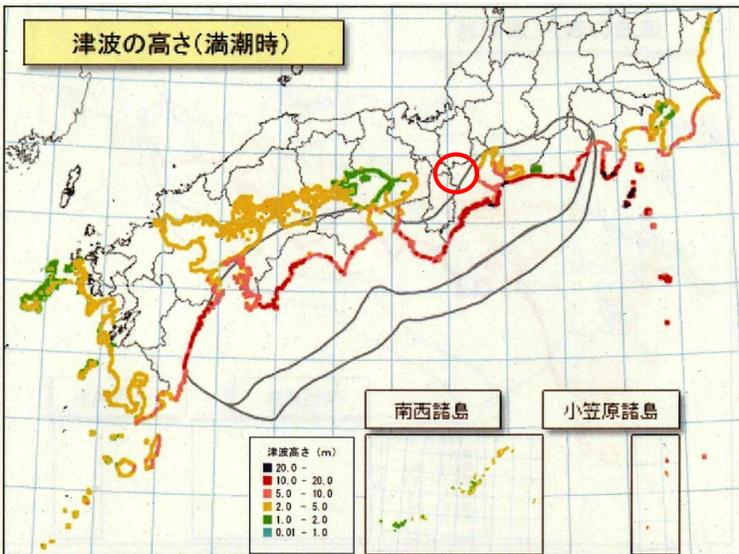 津波の高さ(満潮時)
南西諸島
小笠原諸島
津波高さ (m)
20.0 -
10.0 - 20.0
5.0 - 10.0
2.0 - 5.0
1.0 - 2.0
0.01 - 1.0